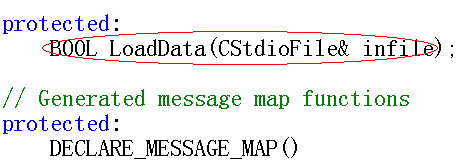 protected:
BOOL LoadData(CStdioFile& infile);
// Generated message map functions
protected:
DECLARE_MESSAGE_MAP()